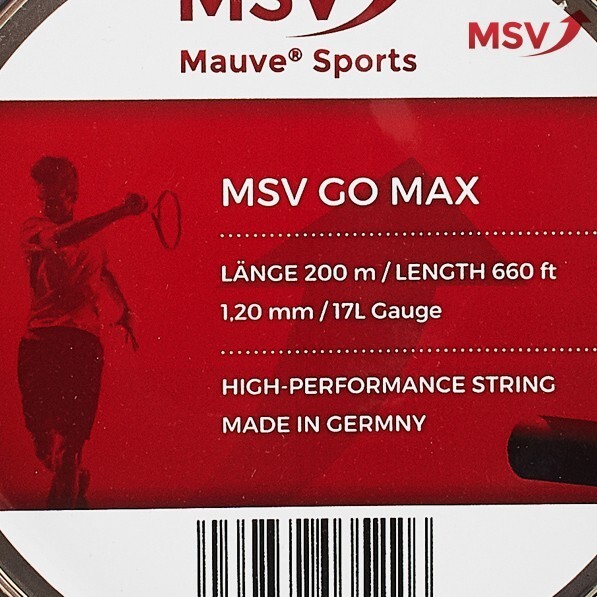 MSV
MSV
Mauve® Sports
MSV GO MAX
LÄNGE 200 m / LENGTH 660 ft
1,20 mm / 17L Gauge
HIGH-PERFORMANCE STRING
MADE IN GERMNY